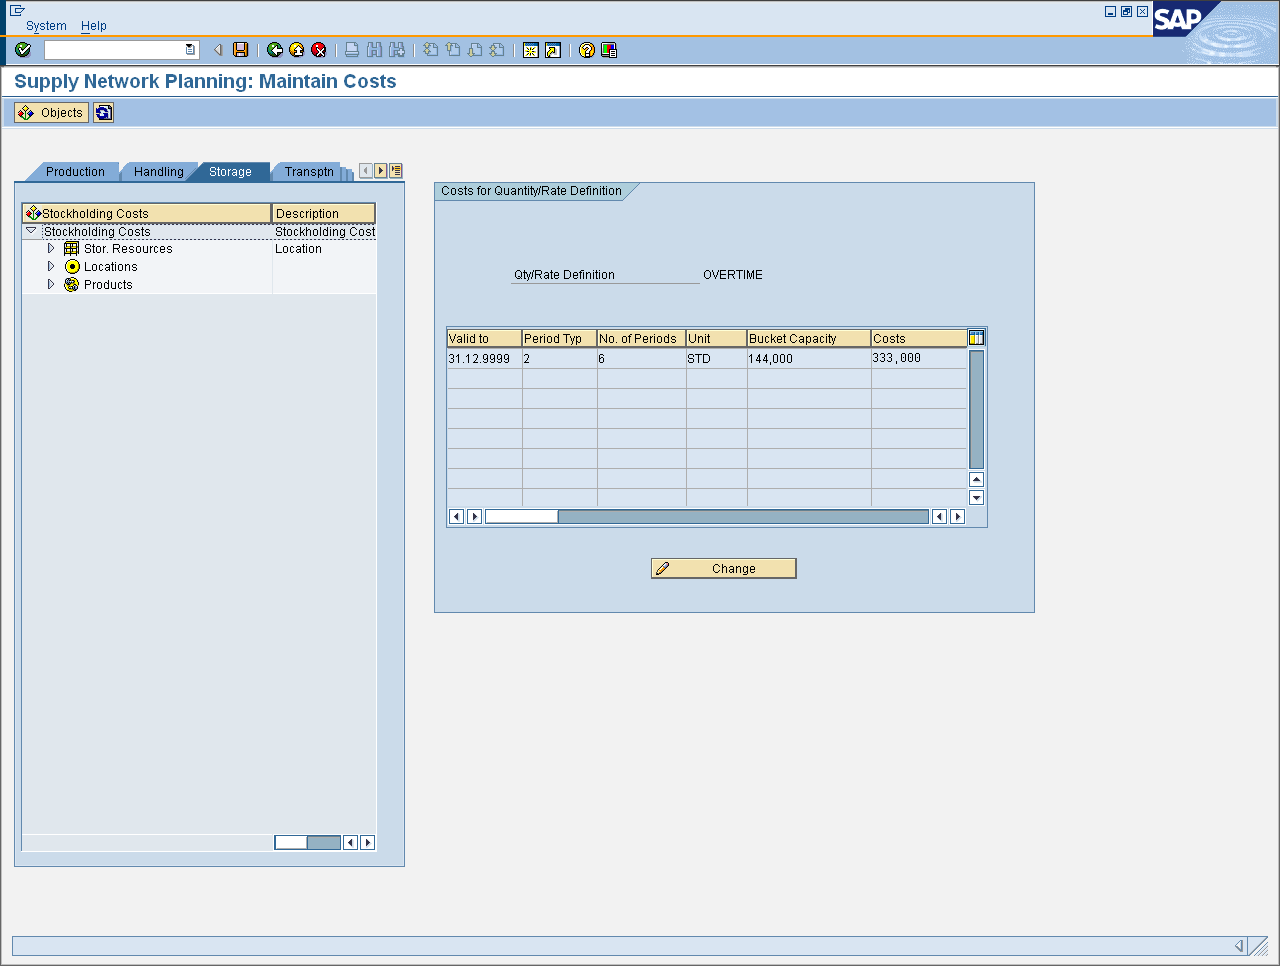 System Help
SAP
Supply Network Planning: Maintain Costs
Objects
Production Handling Storage Transptn
Costs for Quantity/Rate Definition
Stockholding Costs Description
Stockholding Costs Stockholding Cost
Stor. Resources Location
Locations
Products
Qty/Rate Definition OVERTIME
Valid to Period Typ No. of Periods Unit Bucket Capacity Costs
31.12.9999 2 6 STD 144,000 333,000
Change